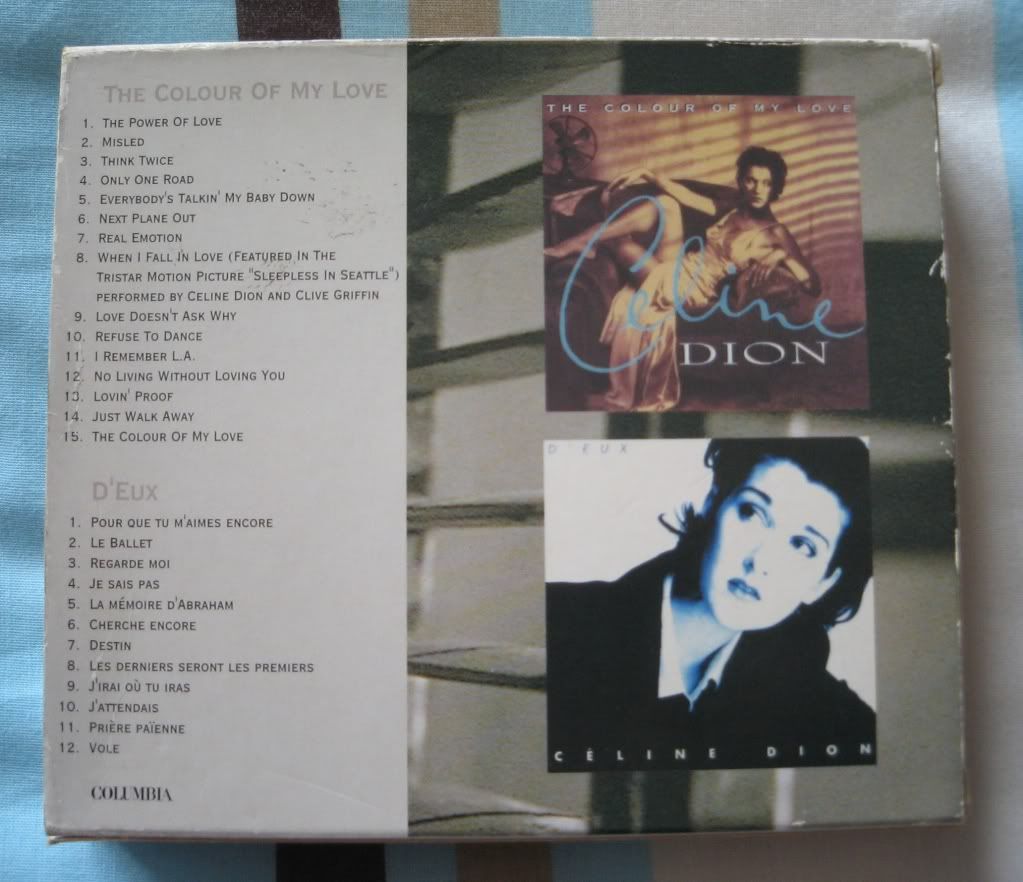 THE COLOUR OF MY LOVE
1. THE POWER OF LOVE
2. MISLED
3. THINK TWICE
4. ONLY ONE ROAD
5. EVERYBODY'S TALKIN' MY BABY DOWN
6. NEXT PLANE OUT
7. REAL EMOTION
8. WHEN I FALL IN LOVE (FEATURED IN THE
TRISTAR MOTION PICTURE "SLEEPLESS IN SEATTLE")
PERFORMED BY CELINE DION AND CLIVE GRIFFIN
9. LOVE DOESN'T ASK WHY
10. REFUSE TO DANCE
11. I REMEMBER L.A.
12. NO LIVING WITHOUT LOVING YOU
13. LOVIN' PROOF
14. JUST WALK AWAY
15. THE COLOUR OF MY LOVE
D'EUX
1. POUR QUE TU M'AIMES ENCORE
2. LE BALLET
3. REGARDE MOI
4. JE SAIS PAS
5. LA MÉMOIRE D'ABRAHAM
6. CHERCHE ENCORE
7. DESTIN
8. LES DERNIERS SERONT LES PREMIERS
9. J'IRAI OÙ TU IRAS
10. J'ATTENDAIS
11. PRIÈRE PAÏENNE
12. VOLE
COLUMBIA
THE COLOUR OF MY LOVE
Celine
DION
D'EUX
CÉLINE DION